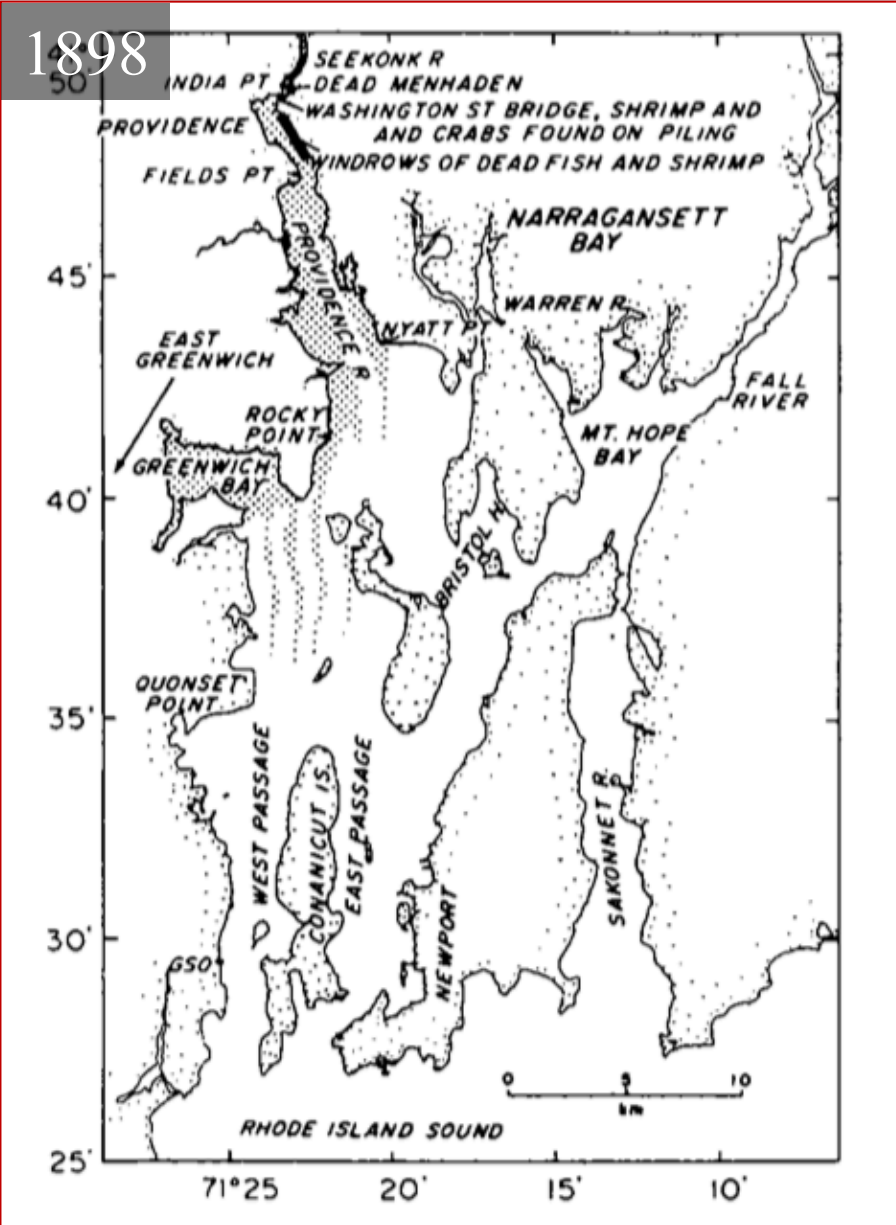 1898
50'
SEEKONK R
INDIA PT
DEAD MENHADEN
WASHINGTON ST BRIDGE, SHRIMP AND
AND CRABS FOUND ON PILING
PROVIDENCE
WINDROWS OF DEAD FISH AND SHRIMP
FIELDS PT
NARRAGANSETT
BAY
PROVIDENCE R
45'
WARREN R
NYATT PT
EAST
GREENWICH
FALL
RIVER
ROCKY
POINT
MT. HOPE
BAY
GREENWICH
BAY
40'
BRISTOL H
QUONSET
POINT
35'
WEST PASSAGE
CONANICUT IS.
EAST PASSAGE
SAKONNET R.
NEWPORT
30'
GSO
0 5 10
km
RHODE ISLAND SOUND
25'
71°25 20' 15' 10'